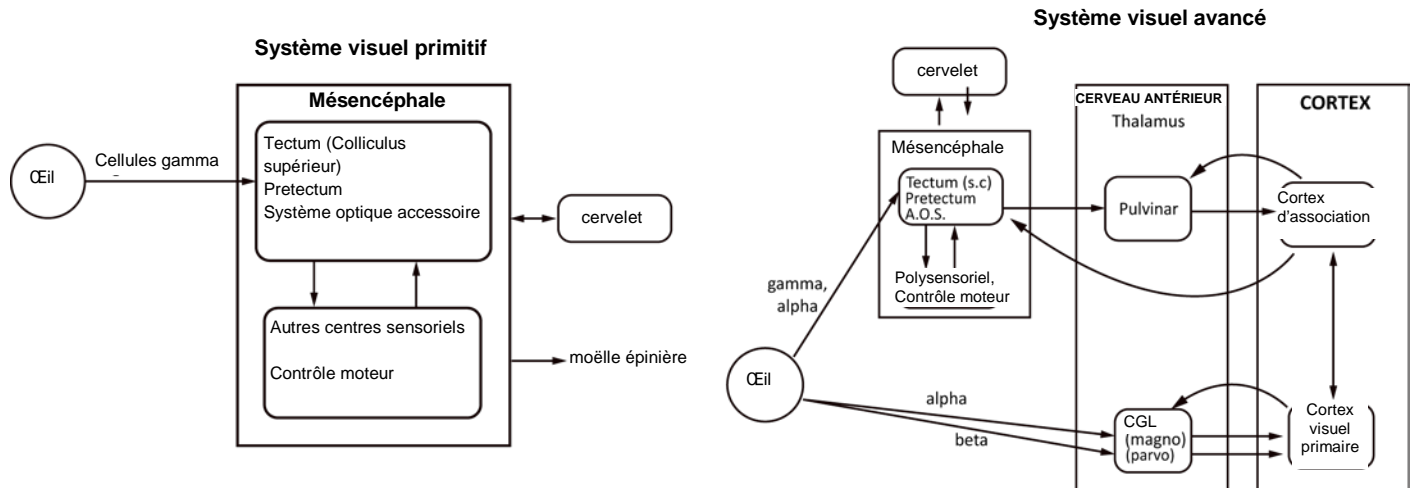 Système visuel primitif
Mésencéphale
Œil
Cellules gamma
Tectum (Colliculus
supérieur)
Pretectum
Système optique accessoire
cervelet
Autres centres sensoriels
Contrôle moteur
moëlle épinière
Système visuel avancé
cervelet
Mésencéphale
Tectum (s.c)
Pretectum
A.O.S.
Polysensoriel,
Contrôle moteur
CERVEAU ANTÉRIEUR
Thalamus
Pulvinar
CORTEX
Cortex
d'association
gamma,
alpha
Œil
alpha
beta
CGL
(magno)
(parvo)
Cortex
visuel
primaire